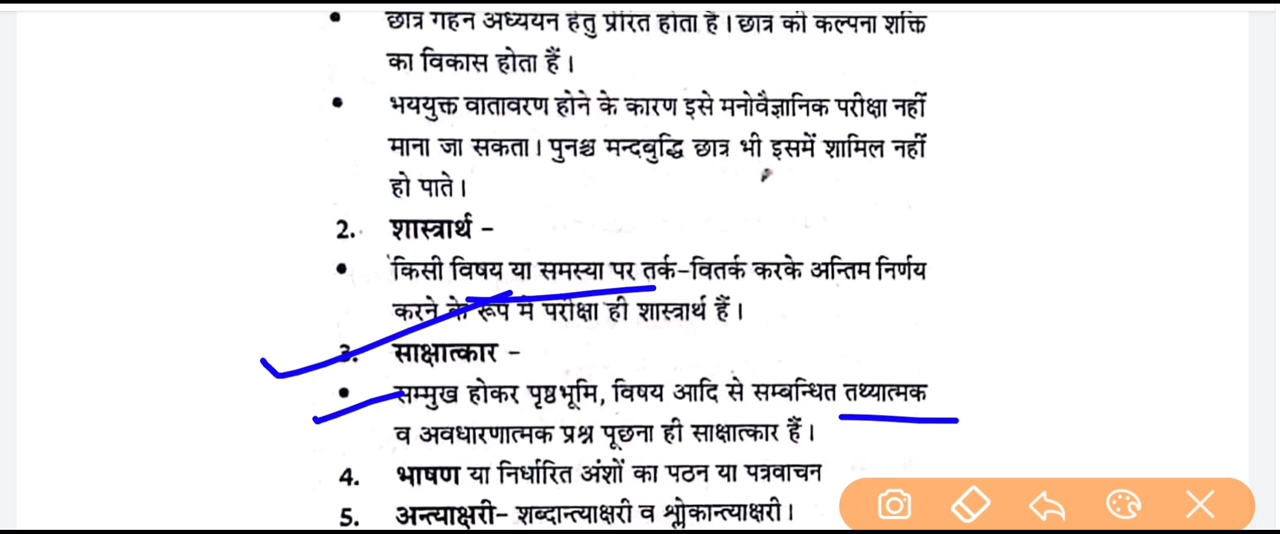 • छात्र गहन अध्ययन हेतु प्रेरित होता है। छात्र की कल्पना शक्ति
का विकास होता हैं।
• भययुक्त वातावरण होने के कारण इसे मनोवैज्ञानिक परीक्षा नहीं
माना जा सकता। पुनश्च मन्दबुद्धि छात्र भी इसमें शामिल नहीं
हो पाते।
2. शास्त्रार्थ –
• किसी विषय या समस्या पर तर्क-वितर्क करके अन्तिम निर्णय
करने के रूप में परीक्षा ही शास्त्रार्थ हैं।
3. साक्षात्कार –
• सम्मुख होकर पृष्ठभूमि, विषय आदि से सम्बन्धित तथ्यात्मक
व अवधारणात्मक प्रश्न पूछना ही साक्षात्कार हैं।
4. भाषण या निर्धारित अंशों का पठन या पत्रवाचन
5. अन्त्याक्षरी– शब्दान्त्याक्षरी व श्लोकान्त्याक्षरी।